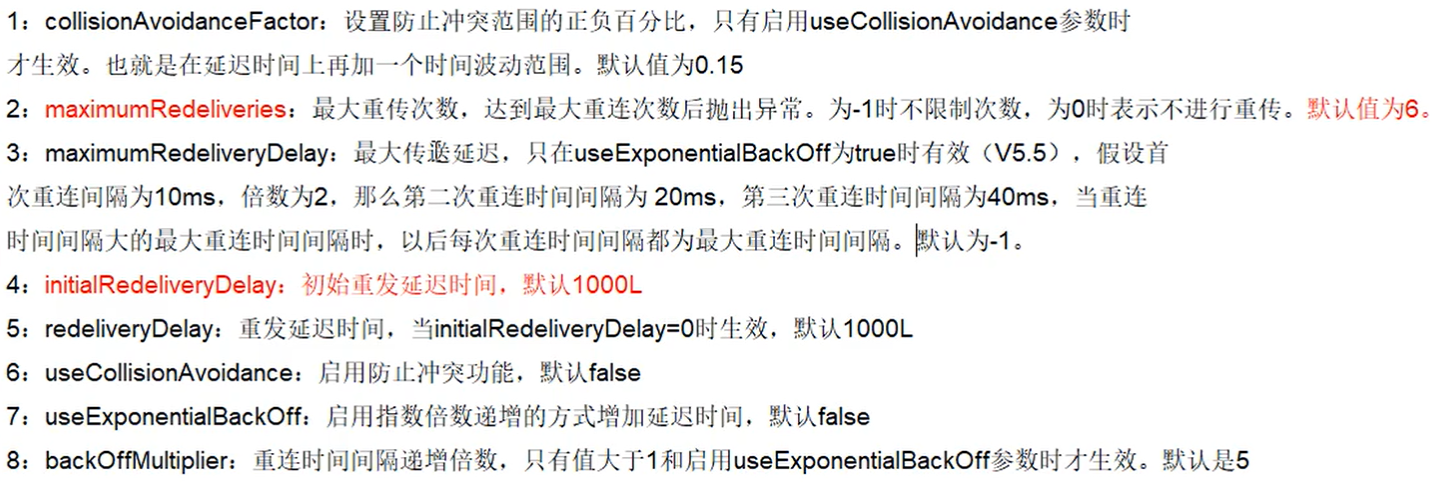 1：collisionAvoidanceFactor：设置防止冲突范围的正负百分比，只有启用useCollisionAvoidance参数时
才生效。也就是在延迟时间上再加一个时间波动范围。默认值为0.15
2：maximumRedeliveries：最大重传次数，达到最大重连次数后抛出异常。为-1时不限制次数，为0时表示不进行重传。默认值为6。
3：maximumRedeliveryDelay：最大传送延迟，只在useExponentialBackOff为true时有效（V5.5），假设首
次重连间隔为10ms，倍数为2，那么第二次重连时间间隔为 20ms，第三次重连时间间隔为40ms，当重连
时间间隔大的最大重连时间间隔时，以后每次重连时间间隔都为最大重连时间间隔。默认为-1。
4：initialRedeliveryDelay：初始重发延迟时间，默认1000L
5：redeliveryDelay：重发延迟时间，当initialRedeliveryDelay=0时生效，默认1000L
6：useCollisionAvoidance：启用防止冲突功能，默认false
7：useExponentialBackOff：启用指数倍数递增的方式增加延迟时间，默认false
8：backOffMultiplier：重连时间间隔递增倍数，只有值大于1和启用useExponentialBackOff参数时才生效。默认是5